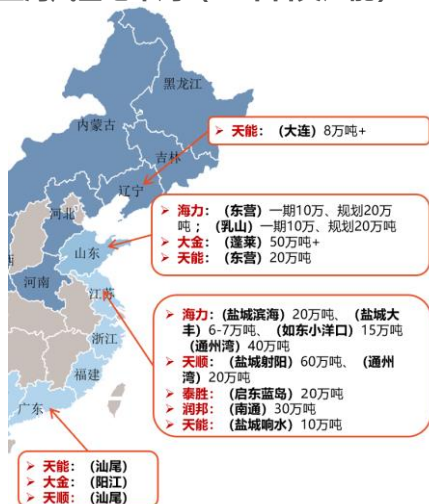 黑龙江
内蒙古
吉林
辽宁
河北
山东
河南
江苏
浙江
福建
广东
➢ 天能：（大连）8万吨+
➢ 海力：（东营）一期10万、规划20万
吨；（乳山）一期10万、规划20万吨
➢ 大金：（蓬莱）50万吨+
➢ 天能：（东营）20万吨
➢ 海力：（盐城滨海）20万吨、（盐城大
丰）6-7万吨、（如东小洋口）15万吨
（通州湾）40万吨
➢ 天顺：（盐城射阳）60万吨、（通州
湾）20万吨
➢ 泰胜：（启东蓝岛）20万吨
➢ 润邦：（南通）30万吨
➢ 天能：（盐城响水）10万吨
➢ 天能：（汕尾）
➢ 大金：（阳江）
➢ 天顺：（汕尾）